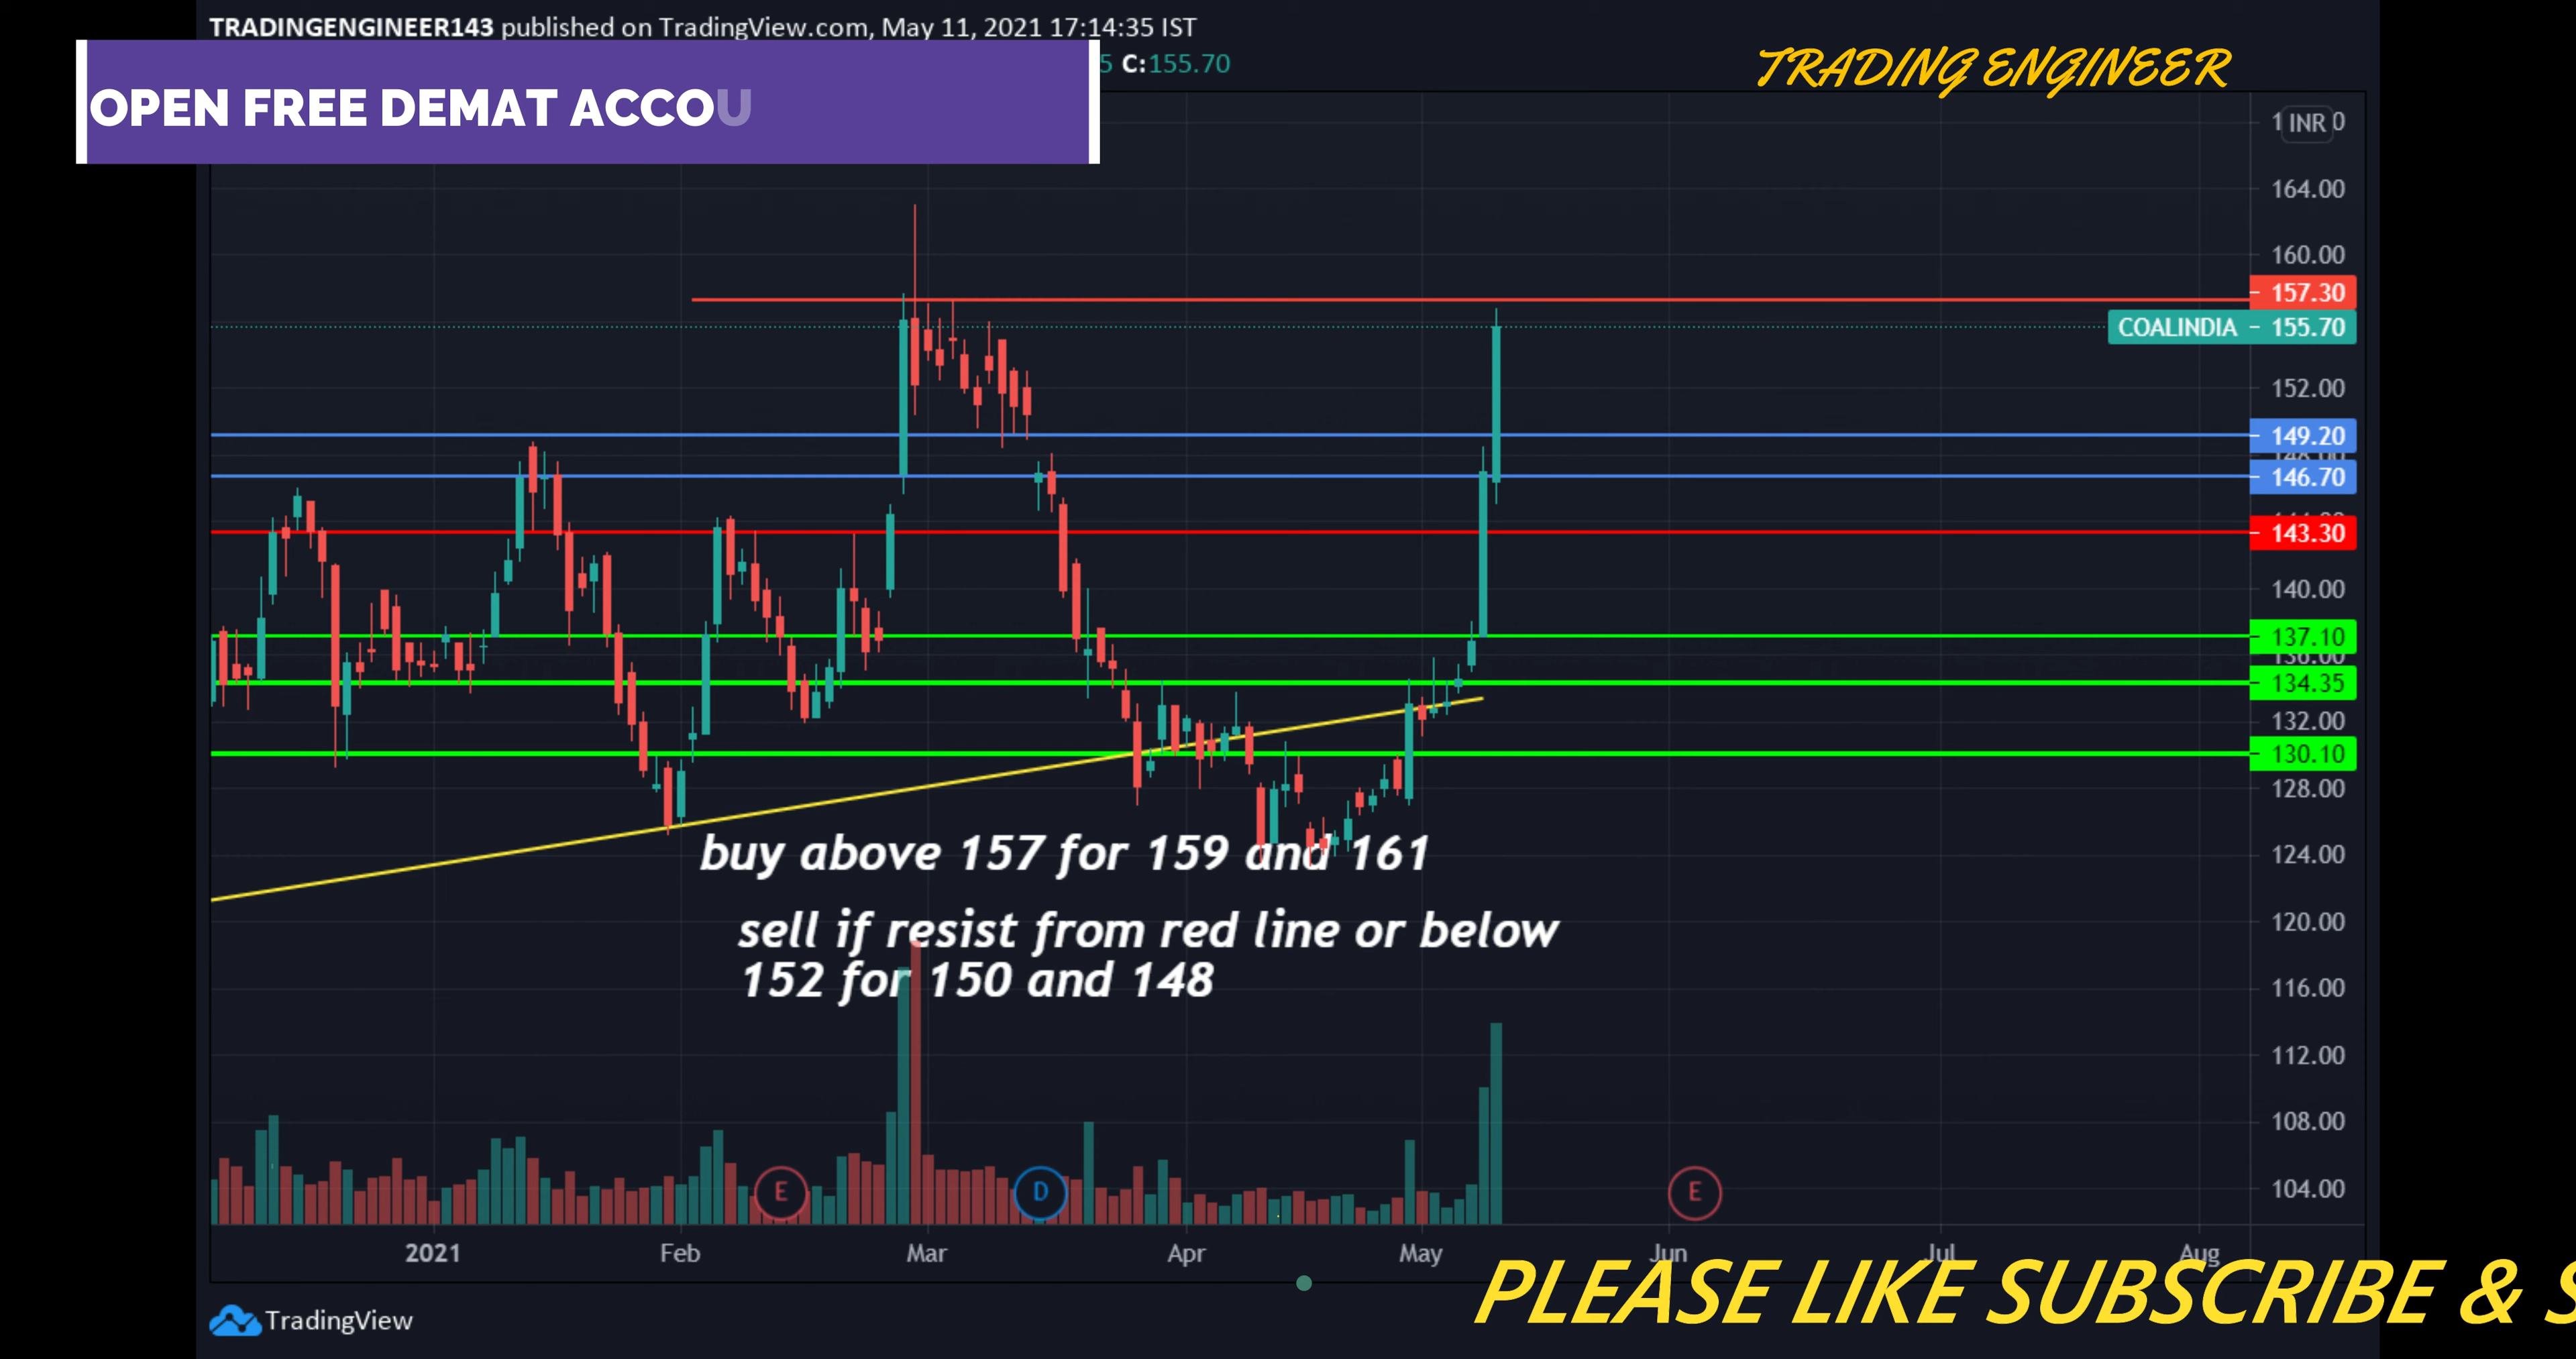 TRADINGENGINEER143 published on TradingView.com, May 11, 2021 17:14:35 IST
5 C:155.70
OPEN FREE DEMAT ACCOU
TRADING ENGINEER
INR
164.00
160.00
157.30
COALINDIA 155.70
152.00
149.20
146.70
143.30
140.00
137.10
134.35
132.00
130.10
128.00
124.00
120.00
116.00
112.00
108.00
104.00
buy above 157 for 159 and 161
sell if resist from red line or below
152 for 150 and 148
E
D
E
2021 Feb Mar Apr May Jun Jul Aug
PLEASE LIKE SUBSCRIBE & S
TradingView